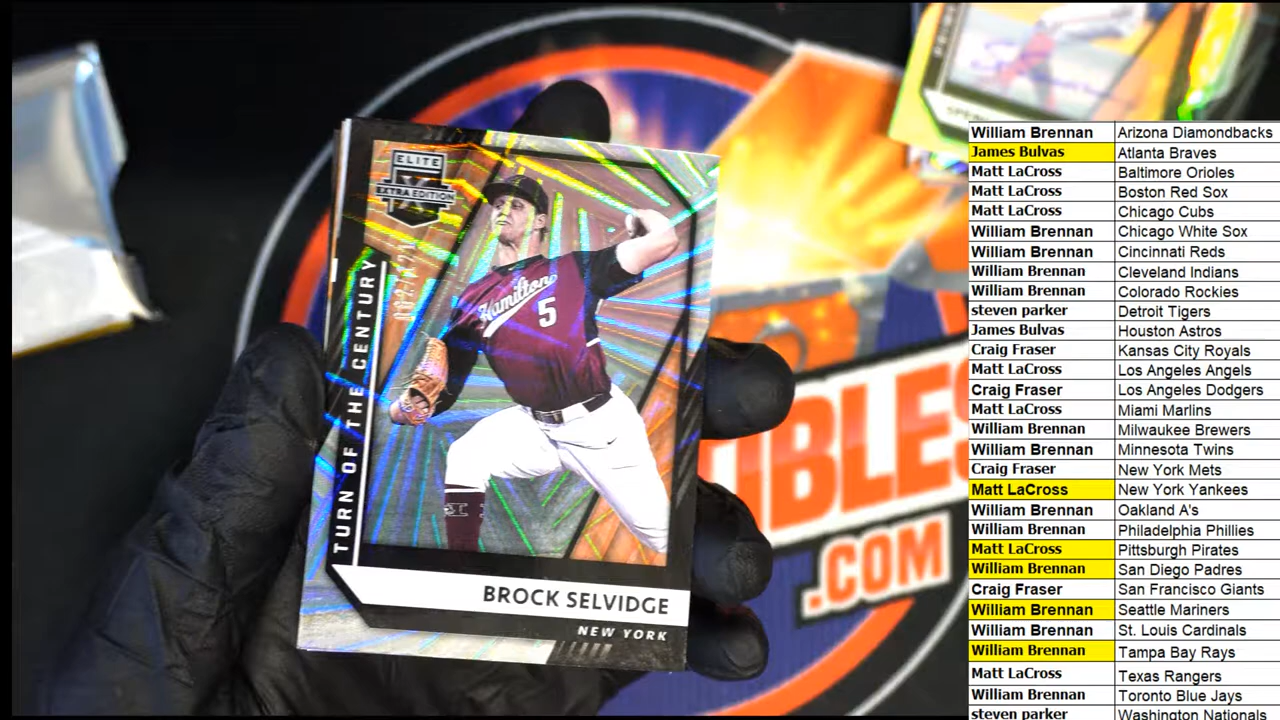 ELITE
EXTRA EDITION
TURN OF THE CENTURY
Hamilton
5
BROCK SELVIDGE
NEW YORK
IBLES
.COM
William Brennan Arizona Diamondbacks
James Bulvas Atlanta Braves
Matt LaCross Baltimore Orioles
Matt LaCross Boston Red Sox
Matt LaCross Chicago Cubs
William Brennan Chicago White Sox
William Brennan Cincinnati Reds
William Brennan Cleveland Indians
William Brennan Colorado Rockies
steven parker Detroit Tigers
James Bulvas Houston Astros
Craig Fraser Kansas City Royals
Matt LaCross Los Angeles Angels
Craig Fraser Los Angeles Dodgers
Matt LaCross Miami Marlins
William Brennan Milwaukee Brewers
William Brennan Minnesota Twins
Craig Fraser New York Mets
Matt LaCross New York Yankees
William Brennan Oakland A's
William Brennan Philadelphia Phillies
Matt LaCross Pittsburgh Pirates
William Brennan San Diego Padres
Craig Fraser San Francisco Giants
William Brennan Seattle Mariners
William Brennan St. Louis Cardinals
William Brennan Tampa Bay Rays
Matt LaCross Texas Rangers
William Brennan Toronto Blue Jays
steven parker Washington Nationals